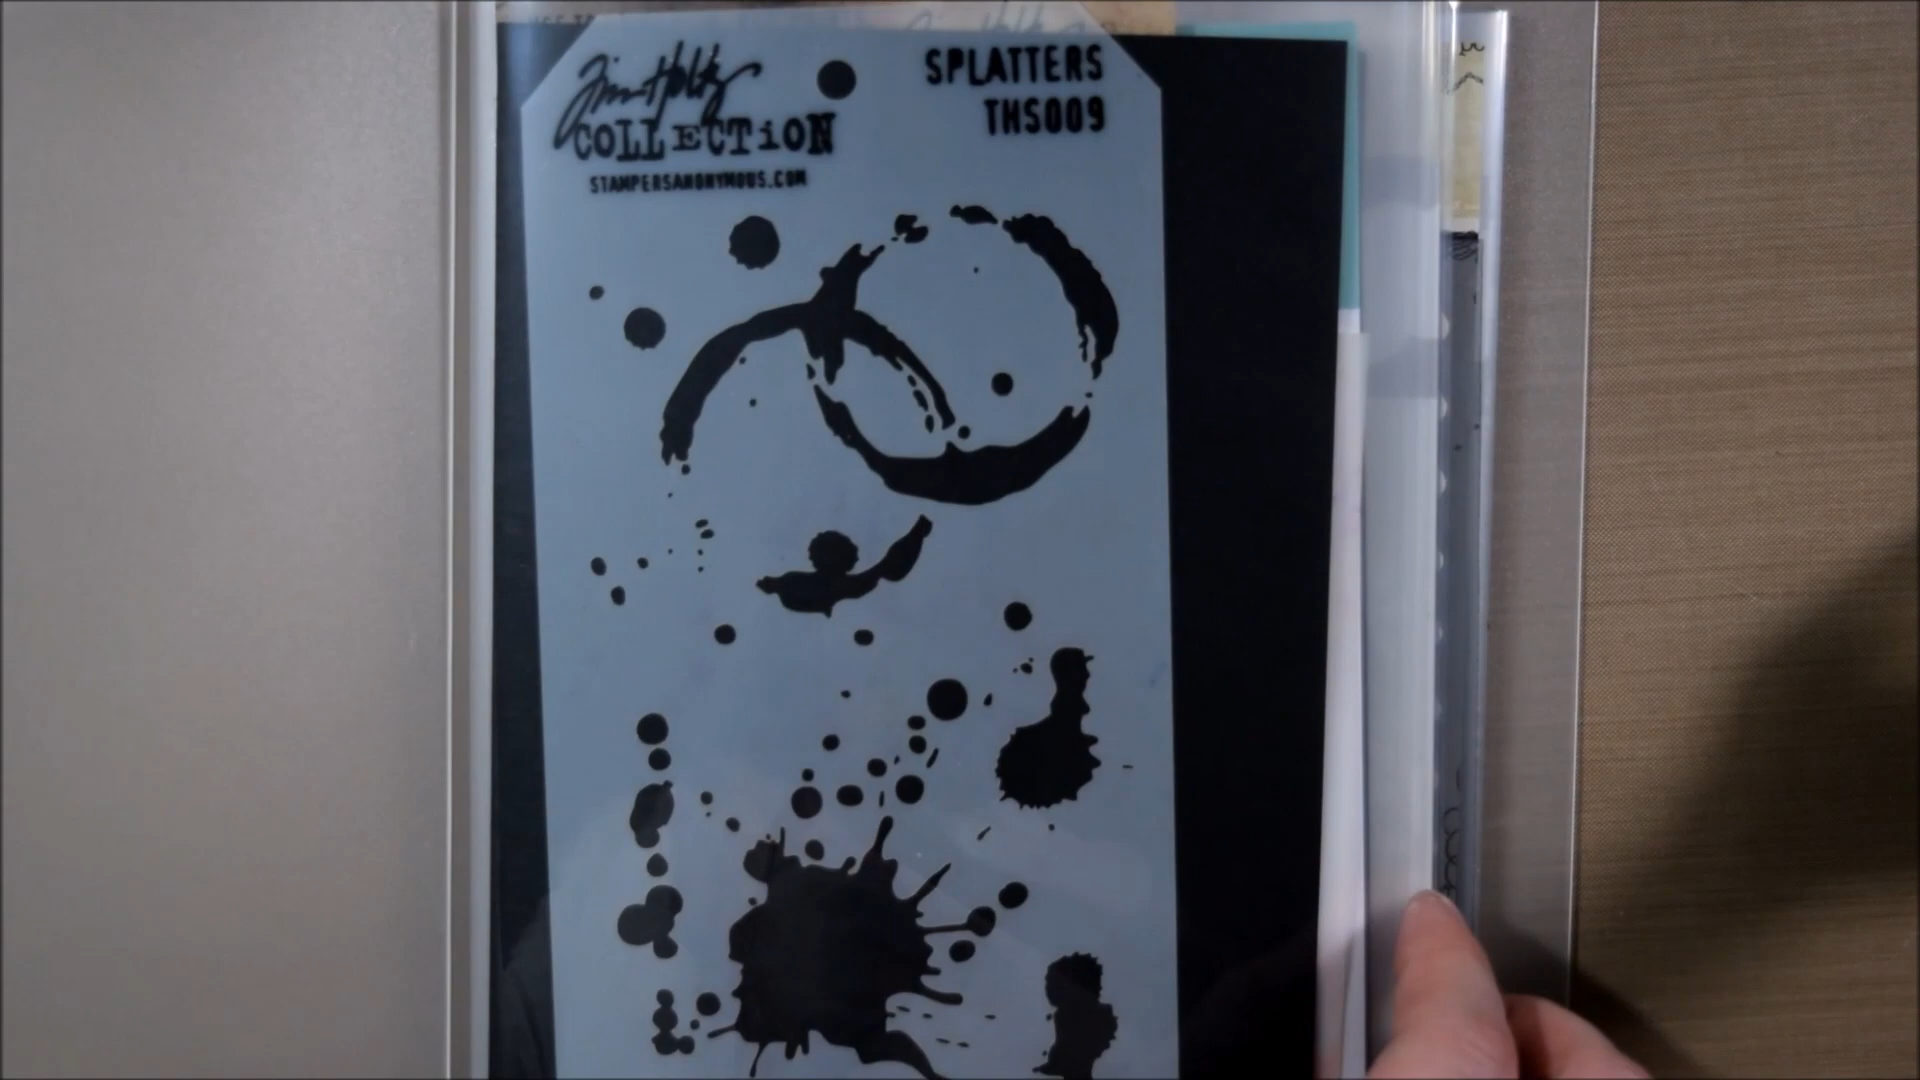 Tim Holtz
COLLECTiON
STAMPERSANONYMOUS.COM
SPLATTERS
THS009